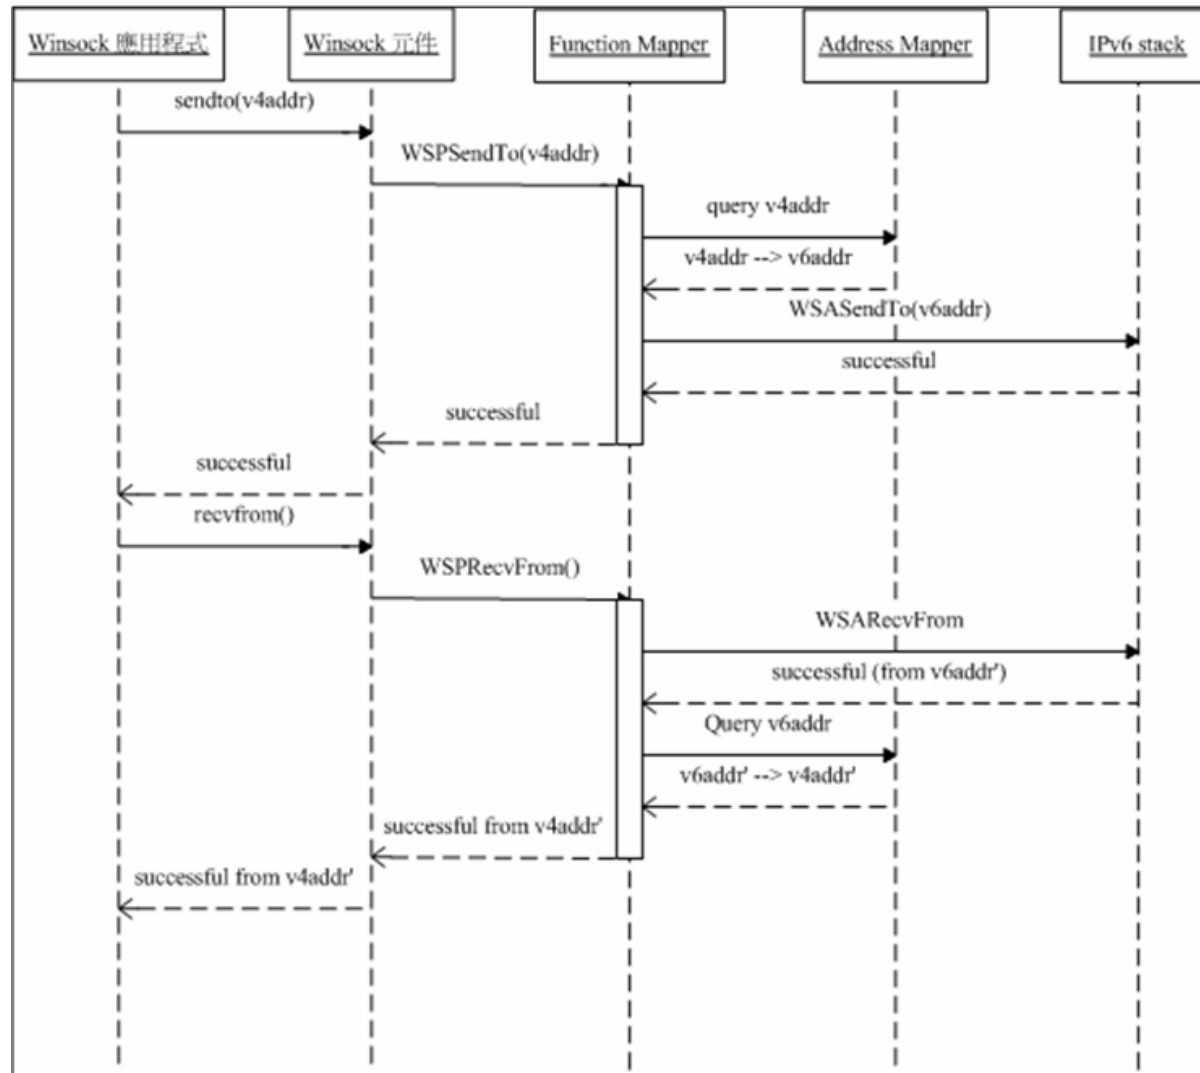 Winsock 應用程式
Winsock 元件
Function Mapper
Address Mapper
IPv6 stack
sendto(v4addr)
WSPSendTo(v4addr)
query v4addr
v4addr --> v6addr
WSASendTo(v6addr)
successful
successful
successful
recvfrom()
WSPRecvFrom()
WSARecvFrom
successful (from v6addr')
Query v6addr
v6addr' --> v4addr'
successful from v4addr'
successful from v4addr'